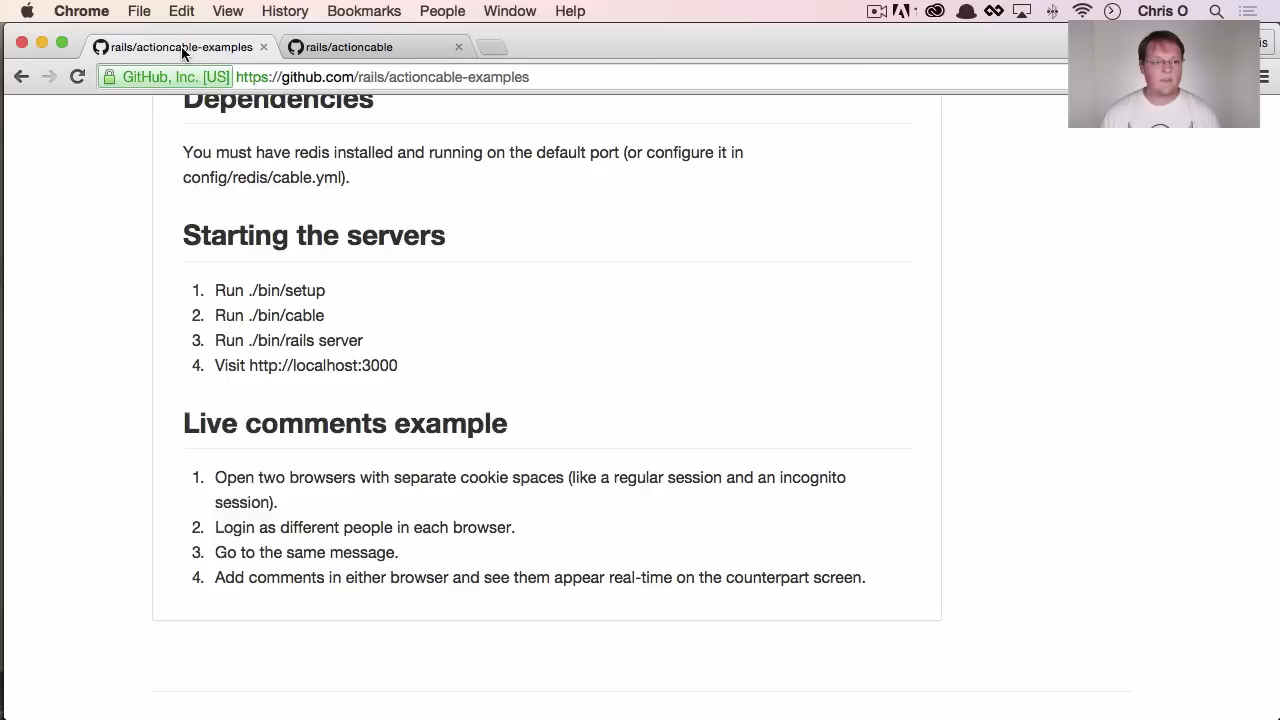 Chrome File Edit View History Bookmarks People Window Help Chris O
rails/actioncable-examples rails/actioncable
GitHub, Inc. [US] https://github.com/rails/actioncable-examples
Dependencies
You must have redis installed and running on the default port (or configure it in
config/redis/cable.yml).
Starting the servers
1. Run ./bin/setup
2. Run ./bin/cable
3. Run ./bin/rails server
4. Visit http://localhost:3000
Live comments example
1. Open two browsers with separate cookie spaces (like a regular session and an incognito
session).
2. Login as different people in each browser.
3. Go to the same message.
4. Add comments in either browser and see them appear real-time on the counterpart screen.